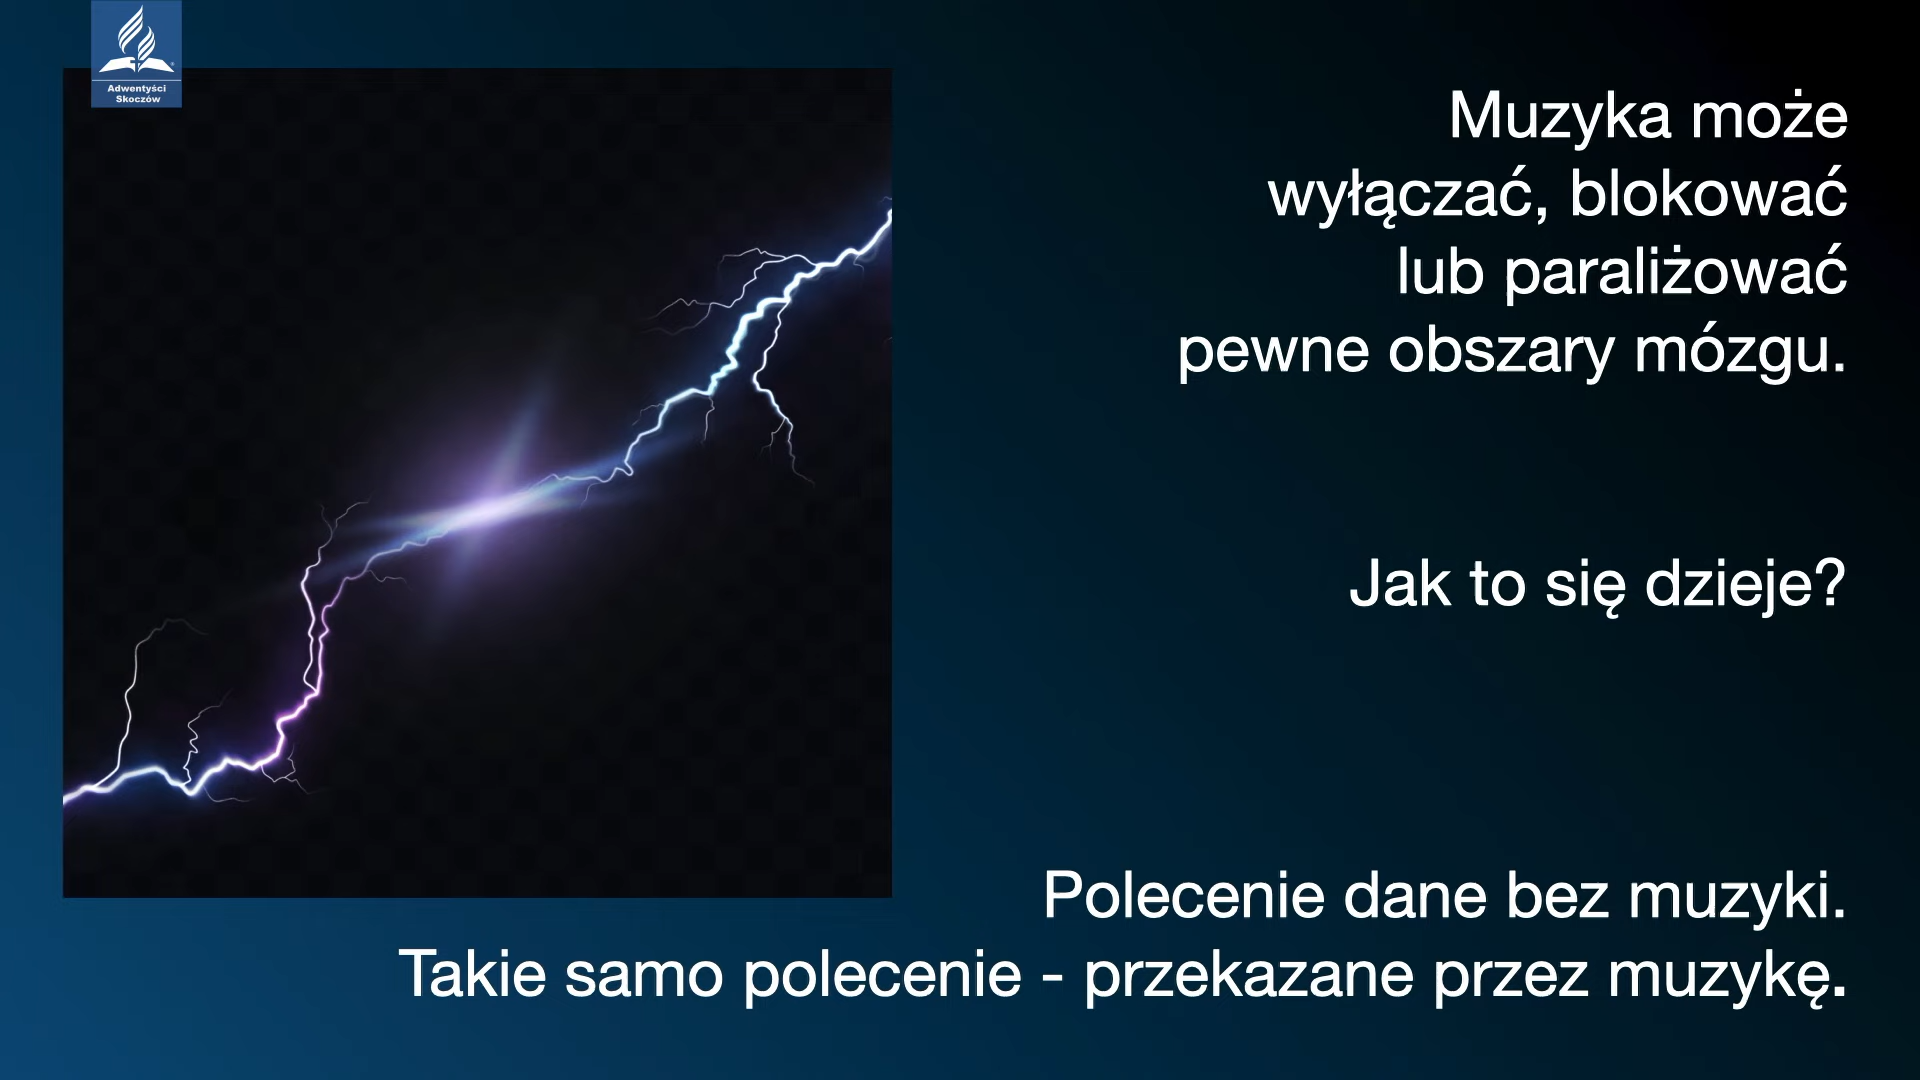 Adwentyści
Skoczów
Muzyka może
wyłączać, blokować
lub paraliżować
pewne obszary mózgu.
Jak to się dzieje?
Polecenie dane bez muzyki.
Takie samo polecenie - przekazane przez muzykę.